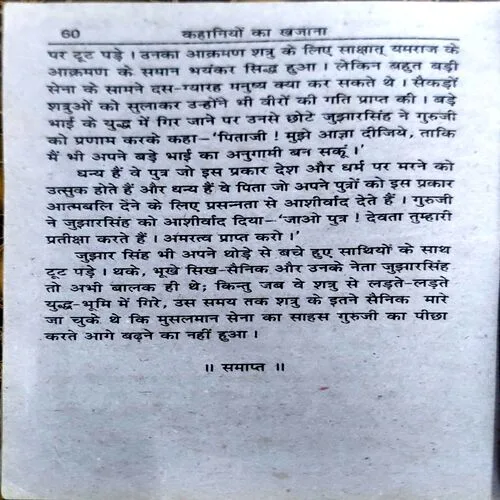 60 कहानियों का खजाना
पर टूट पड़े। उनका आक्रमण शत्रु के लिए साक्षात् यमराज के
आक्रमण के समान भयंकर सिद्ध हुआ। लेकिन बहुत बड़ी
सेना के सामने दस-ग्यारह मनुष्य क्या कर सकते थे। सैकड़ों
शत्रुओं को सुलाकर उन्होंने भी वीरों की गति प्राप्त की। बड़े
भाई के युद्ध में गिर जाने पर उनसे छोटे जुझारसिंह ने गुरुजी
को प्रणाम करके कहा–‘पिताजी! मुझे आज्ञा दीजिये, ताकि
मैं भी अपने बड़े भाई का अनुगामी बन सकूं।’
धन्य हैं वे पुत्र जो इस प्रकार देश और धर्म पर मरने को
उत्सुक होते हैं और धन्य हैं वे पिता जो अपने पुत्रों को इस प्रकार
आत्मबलि देने के लिए प्रसन्नता से आशीर्वाद देते हैं। गुरुजी
ने जुझारसिंह को आशीर्वाद दिया–‘जाओ पुत्र! देवता तुम्हारी
प्रतीक्षा करते हैं। अमरत्व प्राप्त करो।’
जुझार सिंह भी अपने थोड़े से बचे हुए साथियों के साथ
टूट पड़े। थके, भूखे सिख-सैनिक और उनके नेता जुझारसिंह
तो अभी बालक ही थे; किन्तु जब वे शत्रु से लड़ते-लड़ते
युद्ध-भूमि में गिरे, उस समय तक शत्रु के इतने सैनिक मारे
जा चुके थे कि मुसलमान सेना का साहस गुरुजी का पीछा
करते आगे बढ़ने का नहीं हुआ।
॥ समाप्त ॥